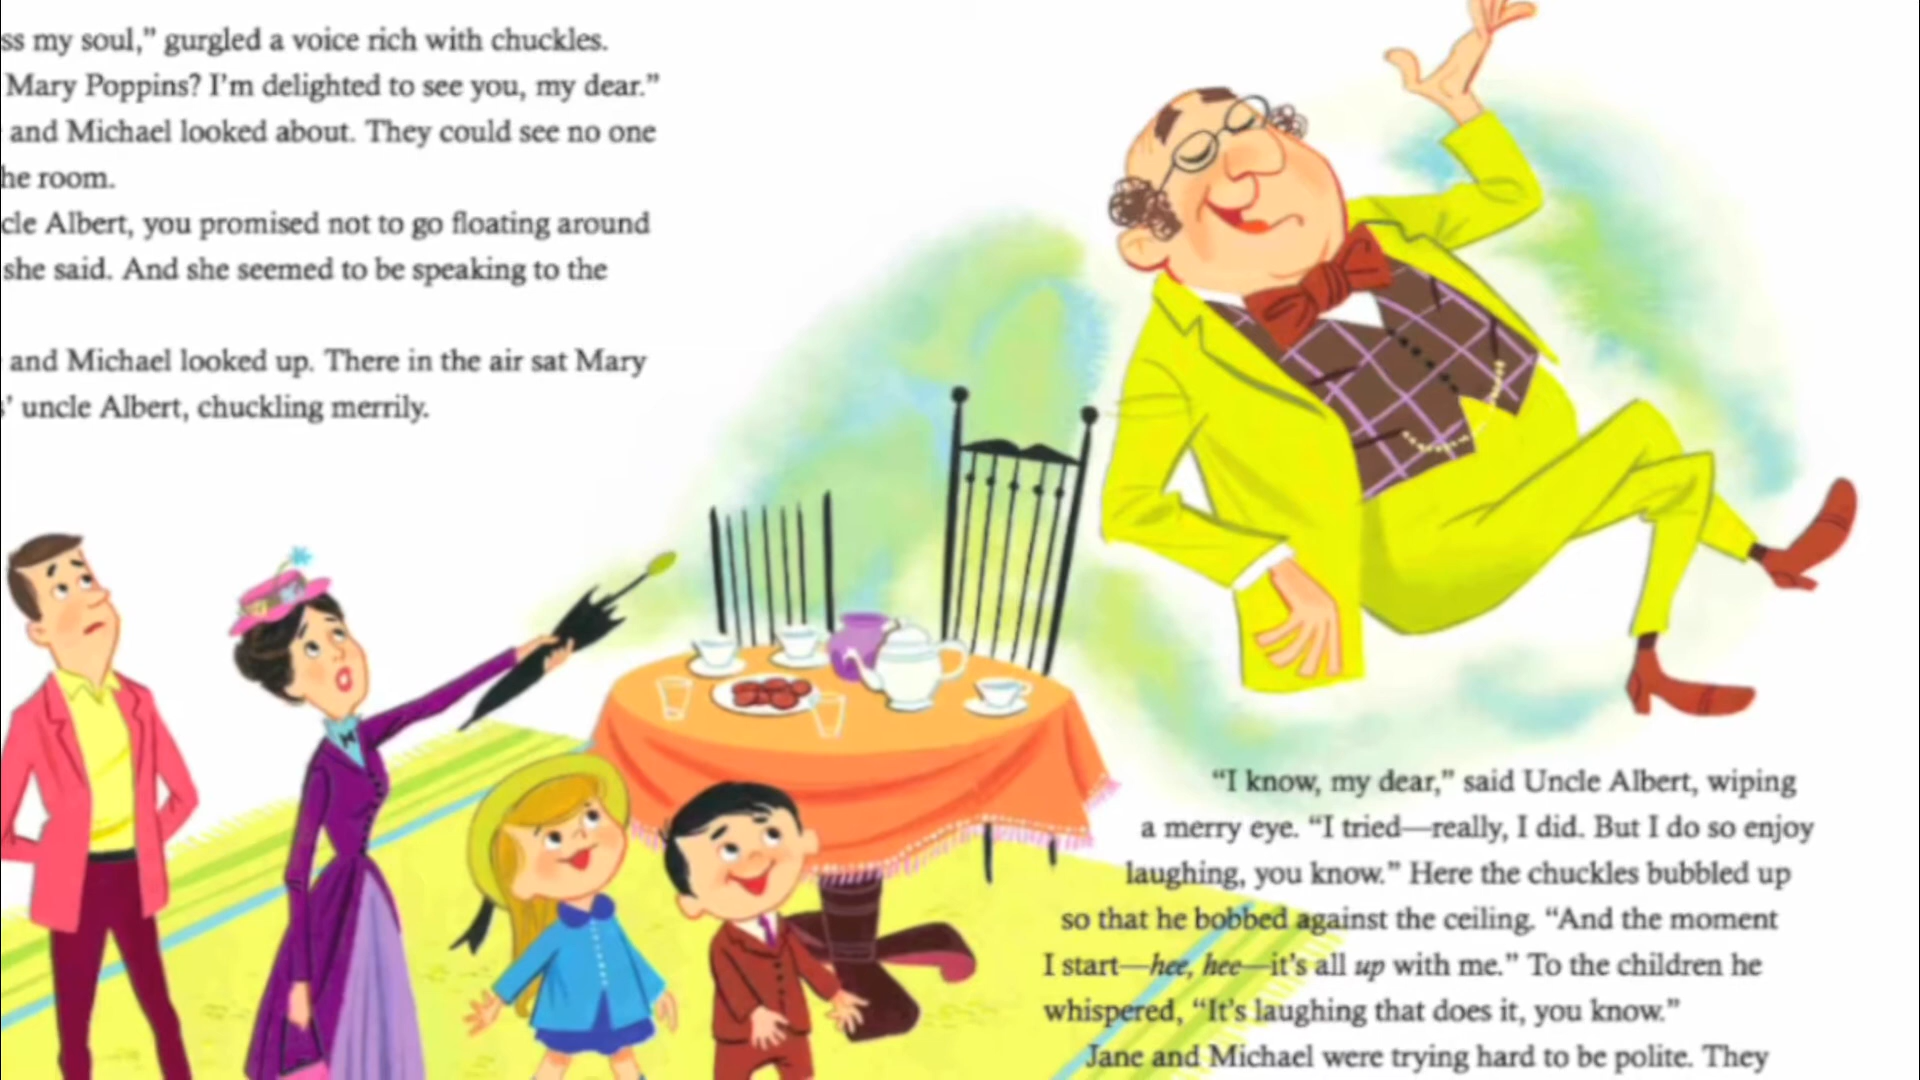 ss my soul,” gurgled a voice rich with chuckles.
Mary Poppins? I’m delighted to see you, my dear.”
and Michael looked about. They could see no one
he room.
cle Albert, you promised not to go floating around
she said. And she seemed to be speaking to the
and Michael looked up. There in the air sat Mary
’ uncle Albert, chuckling merrily.
“I know, my dear,” said Uncle Albert, wiping
a merry eye. “I tried—really, I did. But I do so enjoy
laughing, you know.” Here the chuckles bubbled up
so that he bobbed against the ceiling. “And the moment
I start—hee, hee—it’s all up with me.” To the children he
whispered, “It’s laughing that does it, you know.”
Jane and Michael were trying hard to be polite. They